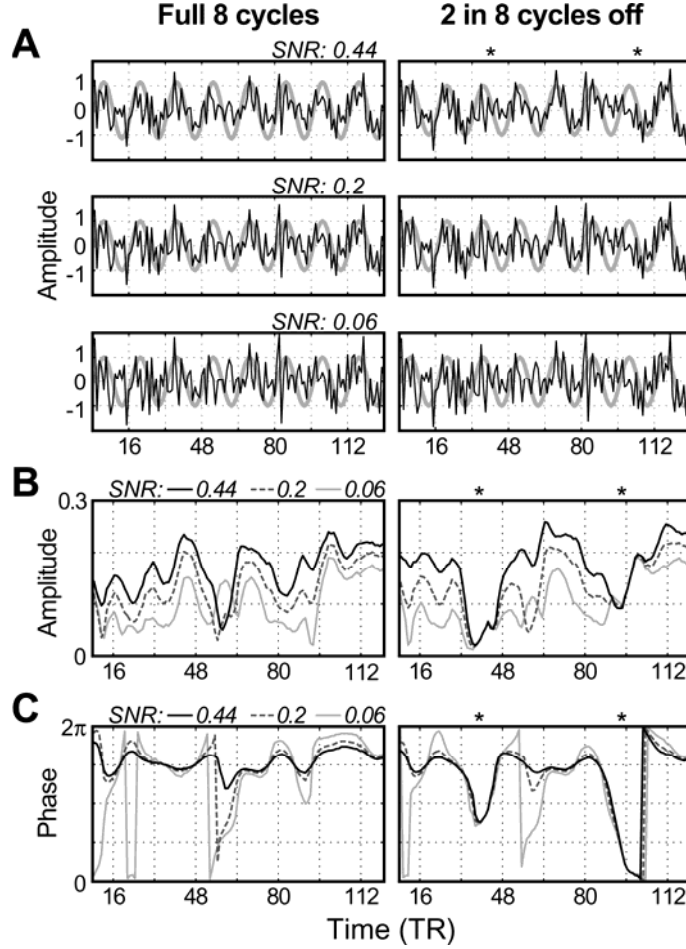 Full 8 cycles
2 in 8 cycles off
A
SNR: 0.44
* *
1
0
-1
SNR: 0.2
1
0
-1
Amplitude
SNR: 0.06
1
0
-1
16 48 80 112
16 48 80 112
B
SNR: 0.44 0.2 0.06
* *
0.3
Amplitude
0
16 48 80 112
16 48 80 112
C
SNR: 0.44 0.2 0.06
* *
2π
Phase
0
16 48 80 112
16 48 80 112
Time (TR)